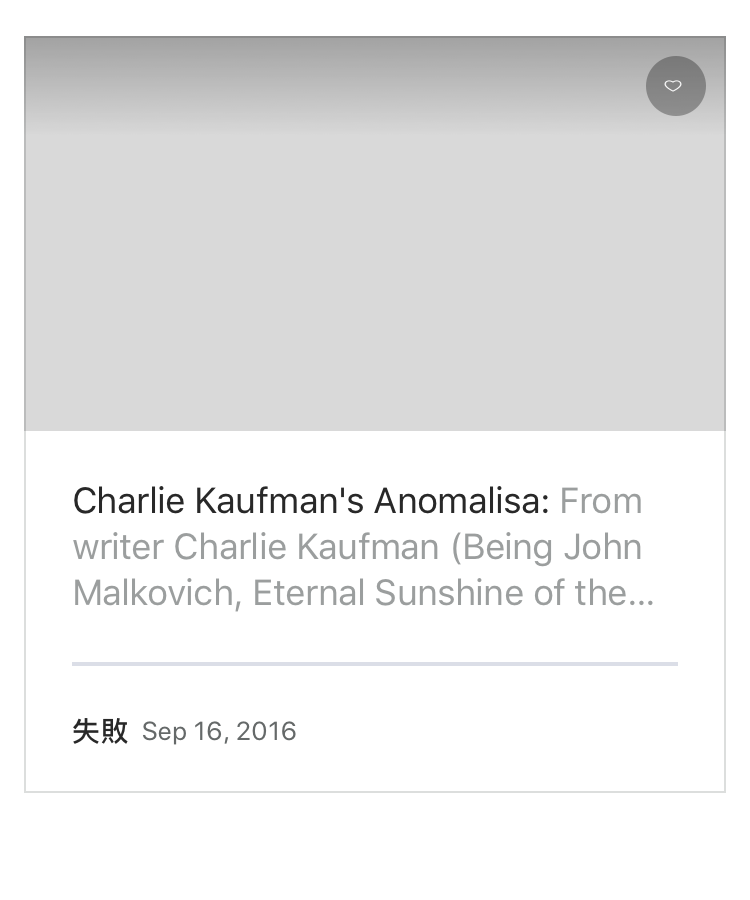 Charlie Kaufman's Anomalisa: From
writer Charlie Kaufman (Being John
Malkovich, Eternal Sunshine of the...
失敗 Sep 16, 2016